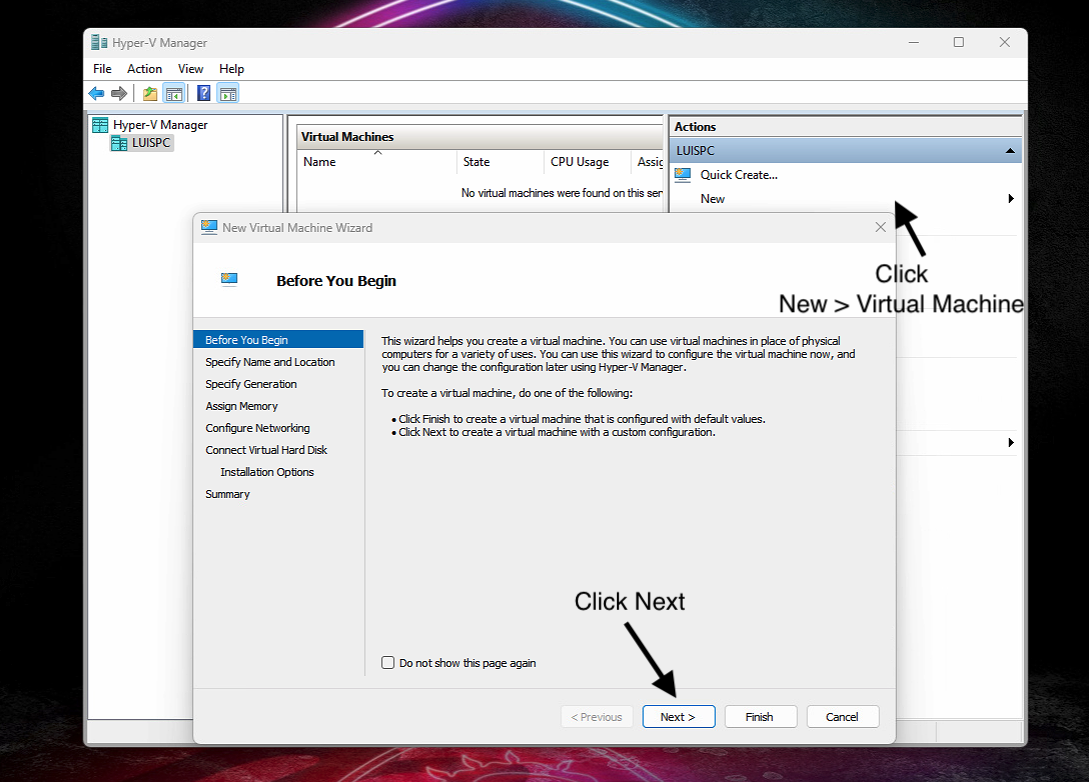 Hyper-V Manager
File Action View Help
Hyper-V Manager
LUISPC
Virtual Machines
Name State CPU Usage
No virtual machines were found on this
Actions
LUISPC
Quick Create...
New
Click
New > Virtual Machine
New Virtual Machine Wizard
Before You Begin
Before You Begin
Specify Name and Location
Specify Generation
Assign Memory
Configure Networking
Connect Virtual Hard Disk
Installation Options
Summary
This wizard helps you create a virtual machine. You can use virtual machines in place of physical
computers for a variety of uses. You can use this wizard to configure the virtual machine now, and
you can change the configuration later using Hyper-V Manager.
To create a virtual machine, do one of the following:
• Click Finish to create a virtual machine that is configured with default values.
• Click Next to create a virtual machine with a custom configuration.
Click Next
Do not show this page again
< Previous Next > Finish Cancel